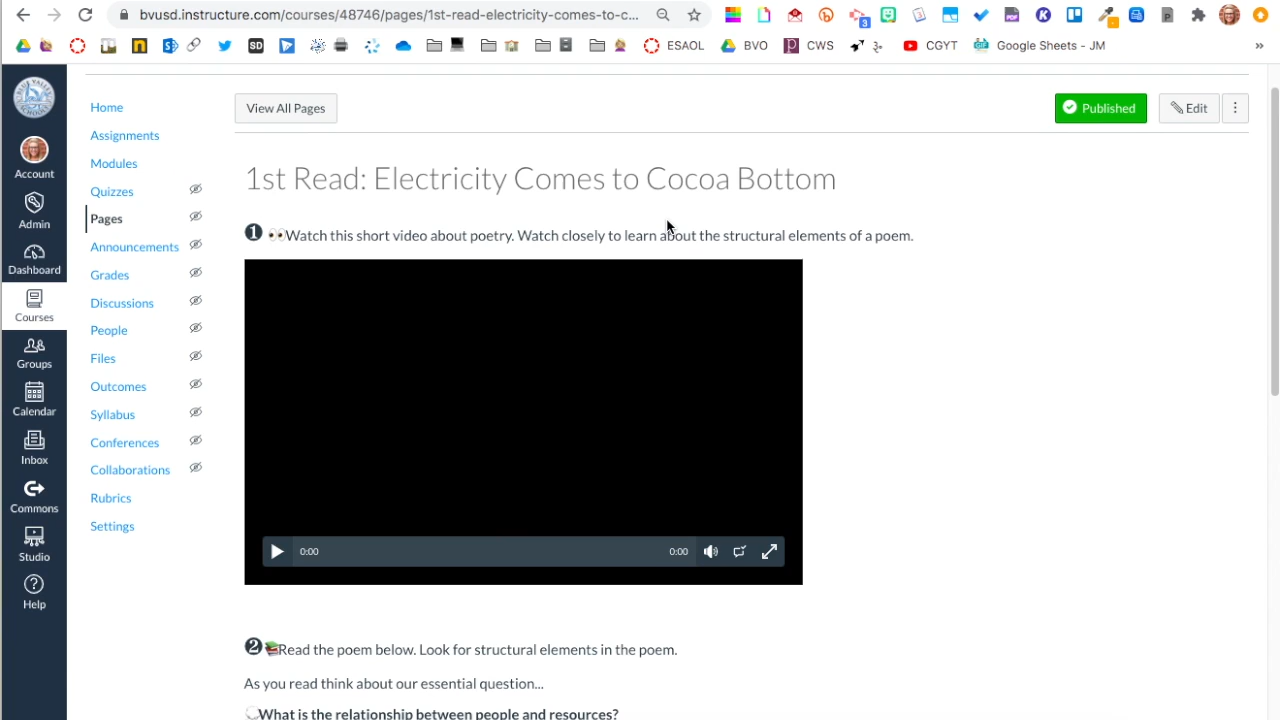 bvusd.instructure.com/courses/48746/pages/1st-read-electricity-comes-to-c...
3
SD
ESAOL
BVO
CWS
CGYT
Google Sheets - JM
»
Account
Admin
Dashboard
Courses
Groups
Calendar
Inbox
Commons
Studio
Help
Home
Assignments
Modules
Quizzes
Pages
Announcements
Grades
Discussions
People
Files
Outcomes
Syllabus
Conferences
Collaborations
Rubrics
Settings
View All Pages
Published
Edit
1st Read: Electricity Comes to Cocoa Bottom
❶ 👀Watch this short video about poetry. Watch closely to learn about the structural elements of a poem.
0:00
0:00
❷ 📚Read the poem below. Look for structural elements in the poem.
As you read think about our essential question...
What is the relationship between people and resources?